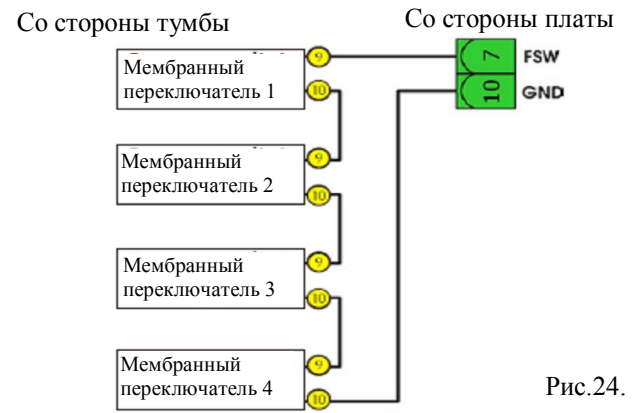 Со стороны тумбы
Со стороны платы
Мембранный
переключатель 1
9
10
7 FSW
10 GND
Мембранный
переключатель 2
9
10
Мембранный
переключатель 3
9
10
Мембранный
переключатель 4
9
10
Рис.24.